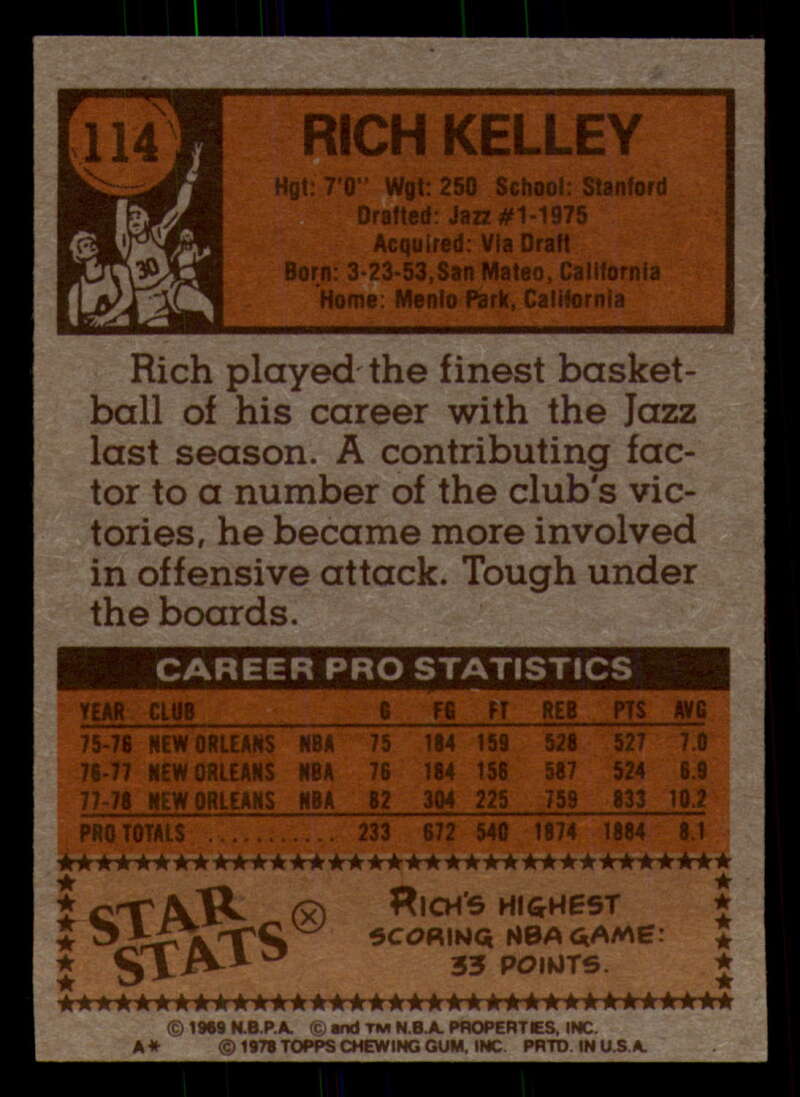 114
30
RICH KELLEY
Hgt: 7'0" Wgt: 250 School: Stanford
Drafted: Jazz #1-1975
Acquired: Via Draft
Born: 3-23-53, San Mateo, California
Home: Menlo Park, California
Rich played the finest basket-
ball of his career with the Jazz
last season. A contributing fac-
tor to a number of the club's vic-
tories, he became more involved
in offensive attack. Tough under
the boards.
CAREER PRO STATISTICS
YEAR CLUB G FG FT REB PTS AVG
75-76 NEW ORLEANS NBA 75 184 159 528 527 7.0
76-77 NEW ORLEANS NBA 76 184 156 587 524 6.9
77-78 NEW ORLEANS NBA 82 304 225 759 833 10.2
PRO TOTALS ............ 233 672 540 1874 1884 8.1
STAR
STATS
RICH'S HIGHEST
SCORING NBA GAME:
33 POINTS.
© 1969 N.B.P.A. © and TM N.B.A. PROPERTIES, INC.
A* © 1978 TOPPS CHEWING GUM, INC. PRTD. IN U.S.A.